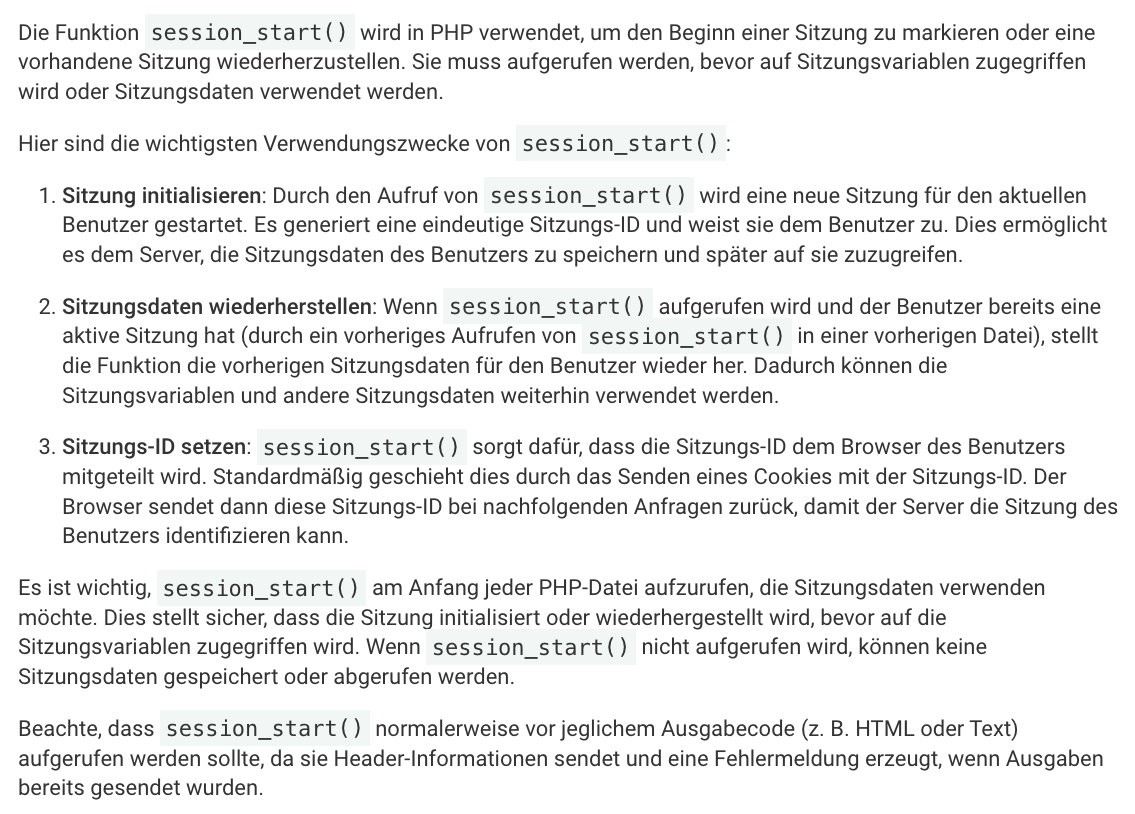 Die Funktion session_start() wird in PHP verwendet, um den Beginn einer Sitzung zu markieren oder eine
vorhandene Sitzung wiederherzustellen. Sie muss aufgerufen werden, bevor auf Sitzungsvariablen zugegriffen
wird oder Sitzungsdaten verwendet werden.
Hier sind die wichtigsten Verwendungszwecke von session_start():
1. Sitzung initialisieren: Durch den Aufruf von session_start() wird eine neue Sitzung für den aktuellen
Benutzer gestartet. Es generiert eine eindeutige Sitzungs-ID und weist sie dem Benutzer zu. Dies ermöglicht
es dem Server, die Sitzungsdaten des Benutzers zu speichern und später auf sie zuzugreifen.
2. Sitzungsdaten wiederherstellen: Wenn session_start() aufgerufen wird und der Benutzer bereits eine
aktive Sitzung hat (durch ein vorheriges Aufrufen von session_start() in einer vorherigen Datei), stellt
die Funktion die vorherigen Sitzungsdaten für den Benutzer wieder her. Dadurch können die
Sitzungsvariablen und andere Sitzungsdaten weiterhin verwendet werden.
3. Sitzungs-ID setzen: session_start() sorgt dafür, dass die Sitzungs-ID dem Browser des Benutzers
mitgeteilt wird. Standardmäßig geschieht dies durch das Senden eines Cookies mit der Sitzungs-ID. Der
Browser sendet dann diese Sitzungs-ID bei nachfolgenden Anfragen zurück, damit der Server die Sitzung des
Benutzers identifizieren kann.
Es ist wichtig, session_start() am Anfang jeder PHP-Datei aufzurufen, die Sitzungsdaten verwenden
möchte. Dies stellt sicher, dass die Sitzung initialisiert oder wiederhergestellt wird, bevor auf die
Sitzungsvariablen zugegriffen wird. Wenn session_start() nicht aufgerufen wird, können keine
Sitzungsdaten gespeichert oder abgerufen werden.
Beachte, dass session_start() normalerweise vor jeglichem Ausgabecode (z. B. HTML oder Text)
aufgerufen werden sollte, da sie Header-Informationen sendet und eine Fehlermeldung erzeugt, wenn Ausgaben
bereits gesendet wurden.